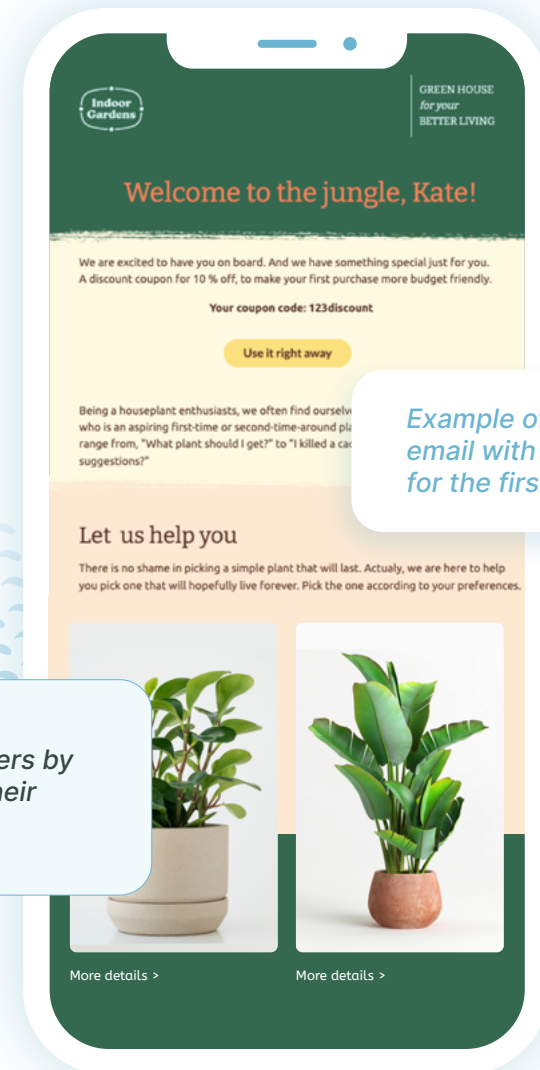 Indoor
Gardens
GREEN HOUSE
for your
BETTER LIVING
Welcome to the jungle, Kate!
We are excited to have you on board. And we have something special just for you.
A discount coupon for 10 % off, to make your first purchase more budget friendly.
Your coupon code: 123discount
Use it right away
Being a houseplant enthusiasts, we often find
who is an aspiring first-time or second-time-around
range from, "What plant should I get?" to "I killed a
suggestions?"
Example
email with
for the
Let us help you
There is no shame in picking a simple plant that will last. Actualy, we are here to help
you pick one that will hopefully live forever. Pick the one according to your preferences.
by
More details >
More details >